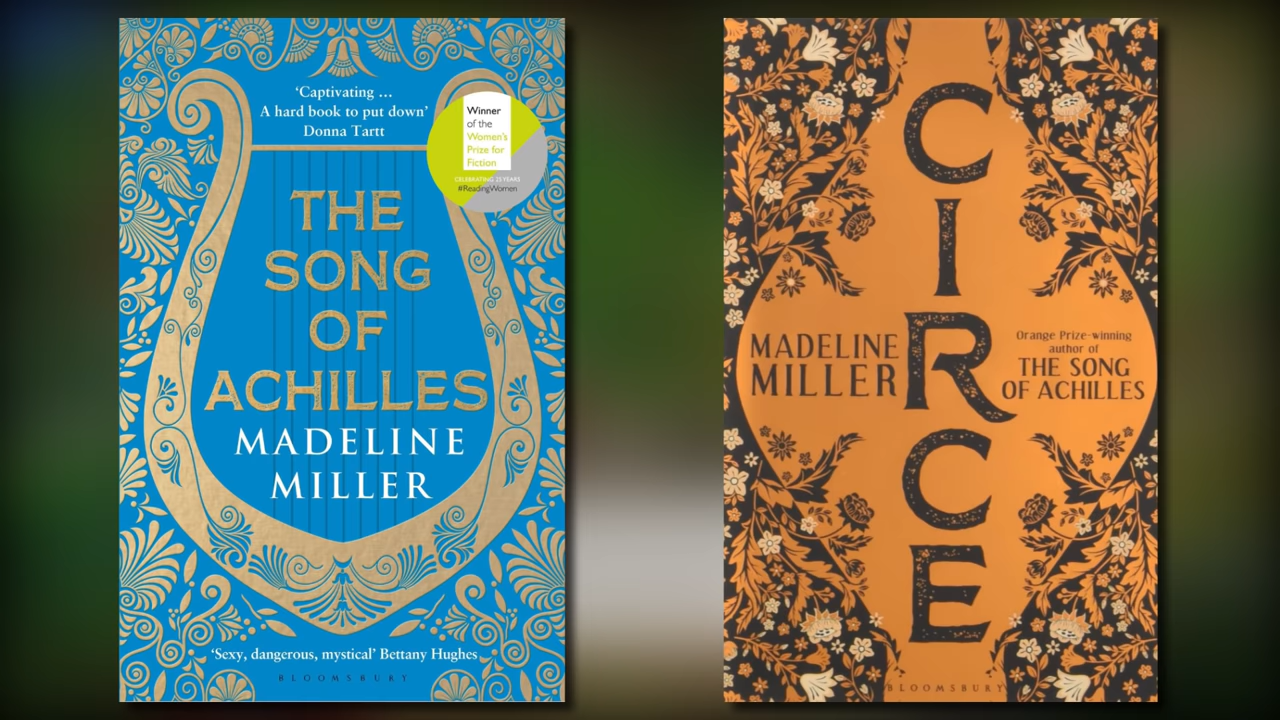 ‘Captivating ...
A hard book to put down’
Donna Tartt
Winner
of the
Women's
Prize for
Fiction
CELEBRATING 25 YEARS
#ReadingWomen
THE
SONG
OF
ACHILLES
MADELINE
MILLER
‘Sexy, dangerous, mystical’ Bettany Hughes
BLOOMSBURY
CIRCE
MADELINE
MILLER
Orange Prize-winning
author of
THE SONG
OF ACHILLES
BLOOMSBURY